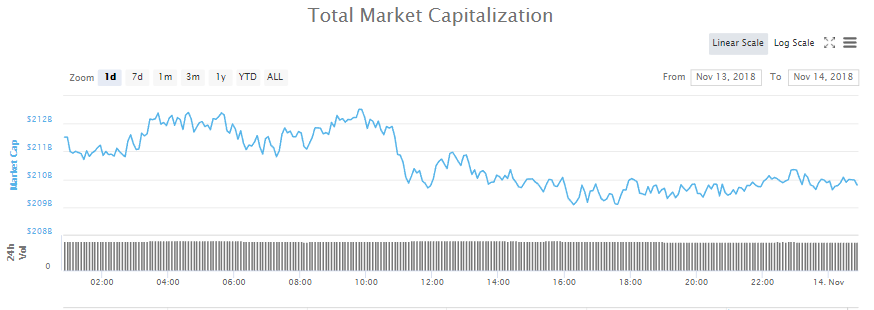 Total Market Capitalization
Linear Scale Log Scale
Zoom 1d 7d 1m 3m 1y YTD ALL From Nov 13, 2018 To Nov 14, 2018
Market Cap
$212B
$211B
$210B
$209B
$208B
24h Vol
0
02:00 04:00 06:00 08:00 10:00 12:00 14:00 16:00 18:00 20:00 22:00 14. Nov